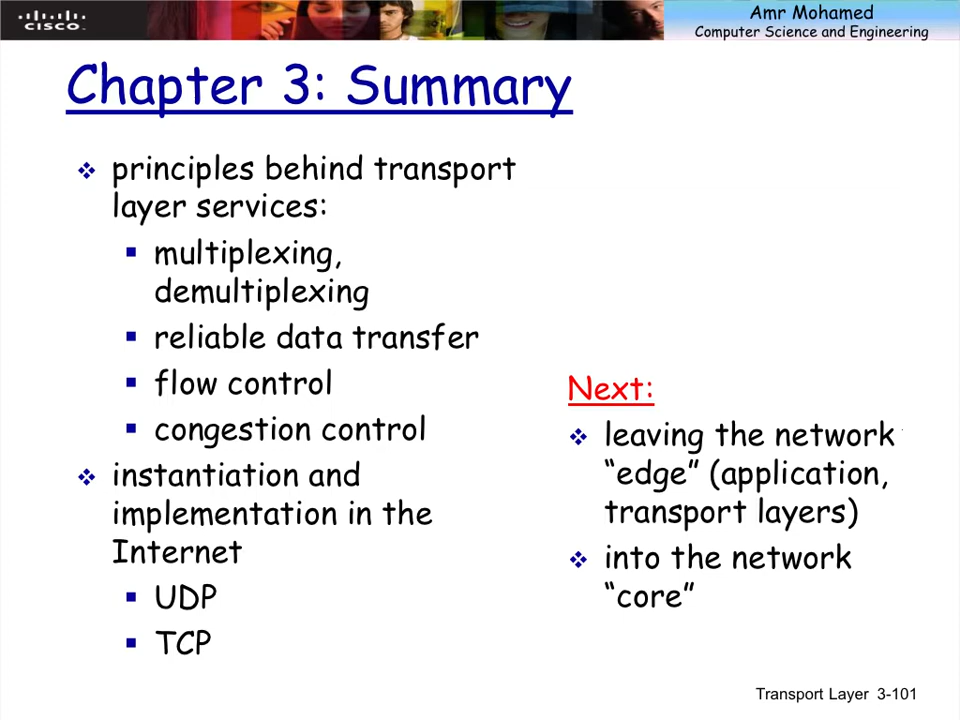 CISCO
Amr Mohamed
Computer Science and Engineering
Chapter 3: Summary
principles behind transport
layer services:
multiplexing,
demultiplexing
reliable data transfer
flow control
congestion control
instantiation and
implementation in the
Internet
UDP
TCP
Next:
leaving the network
“edge” (application,
transport layers)
into the network
“core”
Transport Layer 3-101